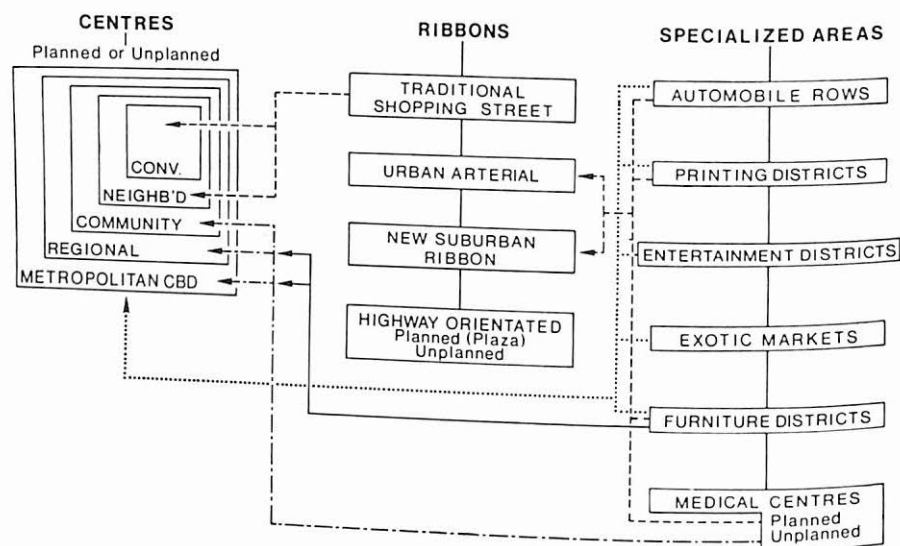 CENTRES
Planned or Unplanned
CONV.
NEIGHB'D
COMMUNITY
REGIONAL
METROPOLITAN CBD
RIBBONS
TRADITIONAL
SHOPPING STREET
URBAN ARTERIAL
NEW SUBURBAN
RIBBON
HIGHWAY ORIENTATED
Planned (Plaza)
Unplanned
SPECIALIZED AREAS
AUTOMOBILE ROWS
PRINTING DISTRICTS
ENTERTAINMENT DISTRICTS
EXOTIC MARKETS
FURNITURE DISTRICTS
MEDICAL CENTRES
Planned
Unplanned